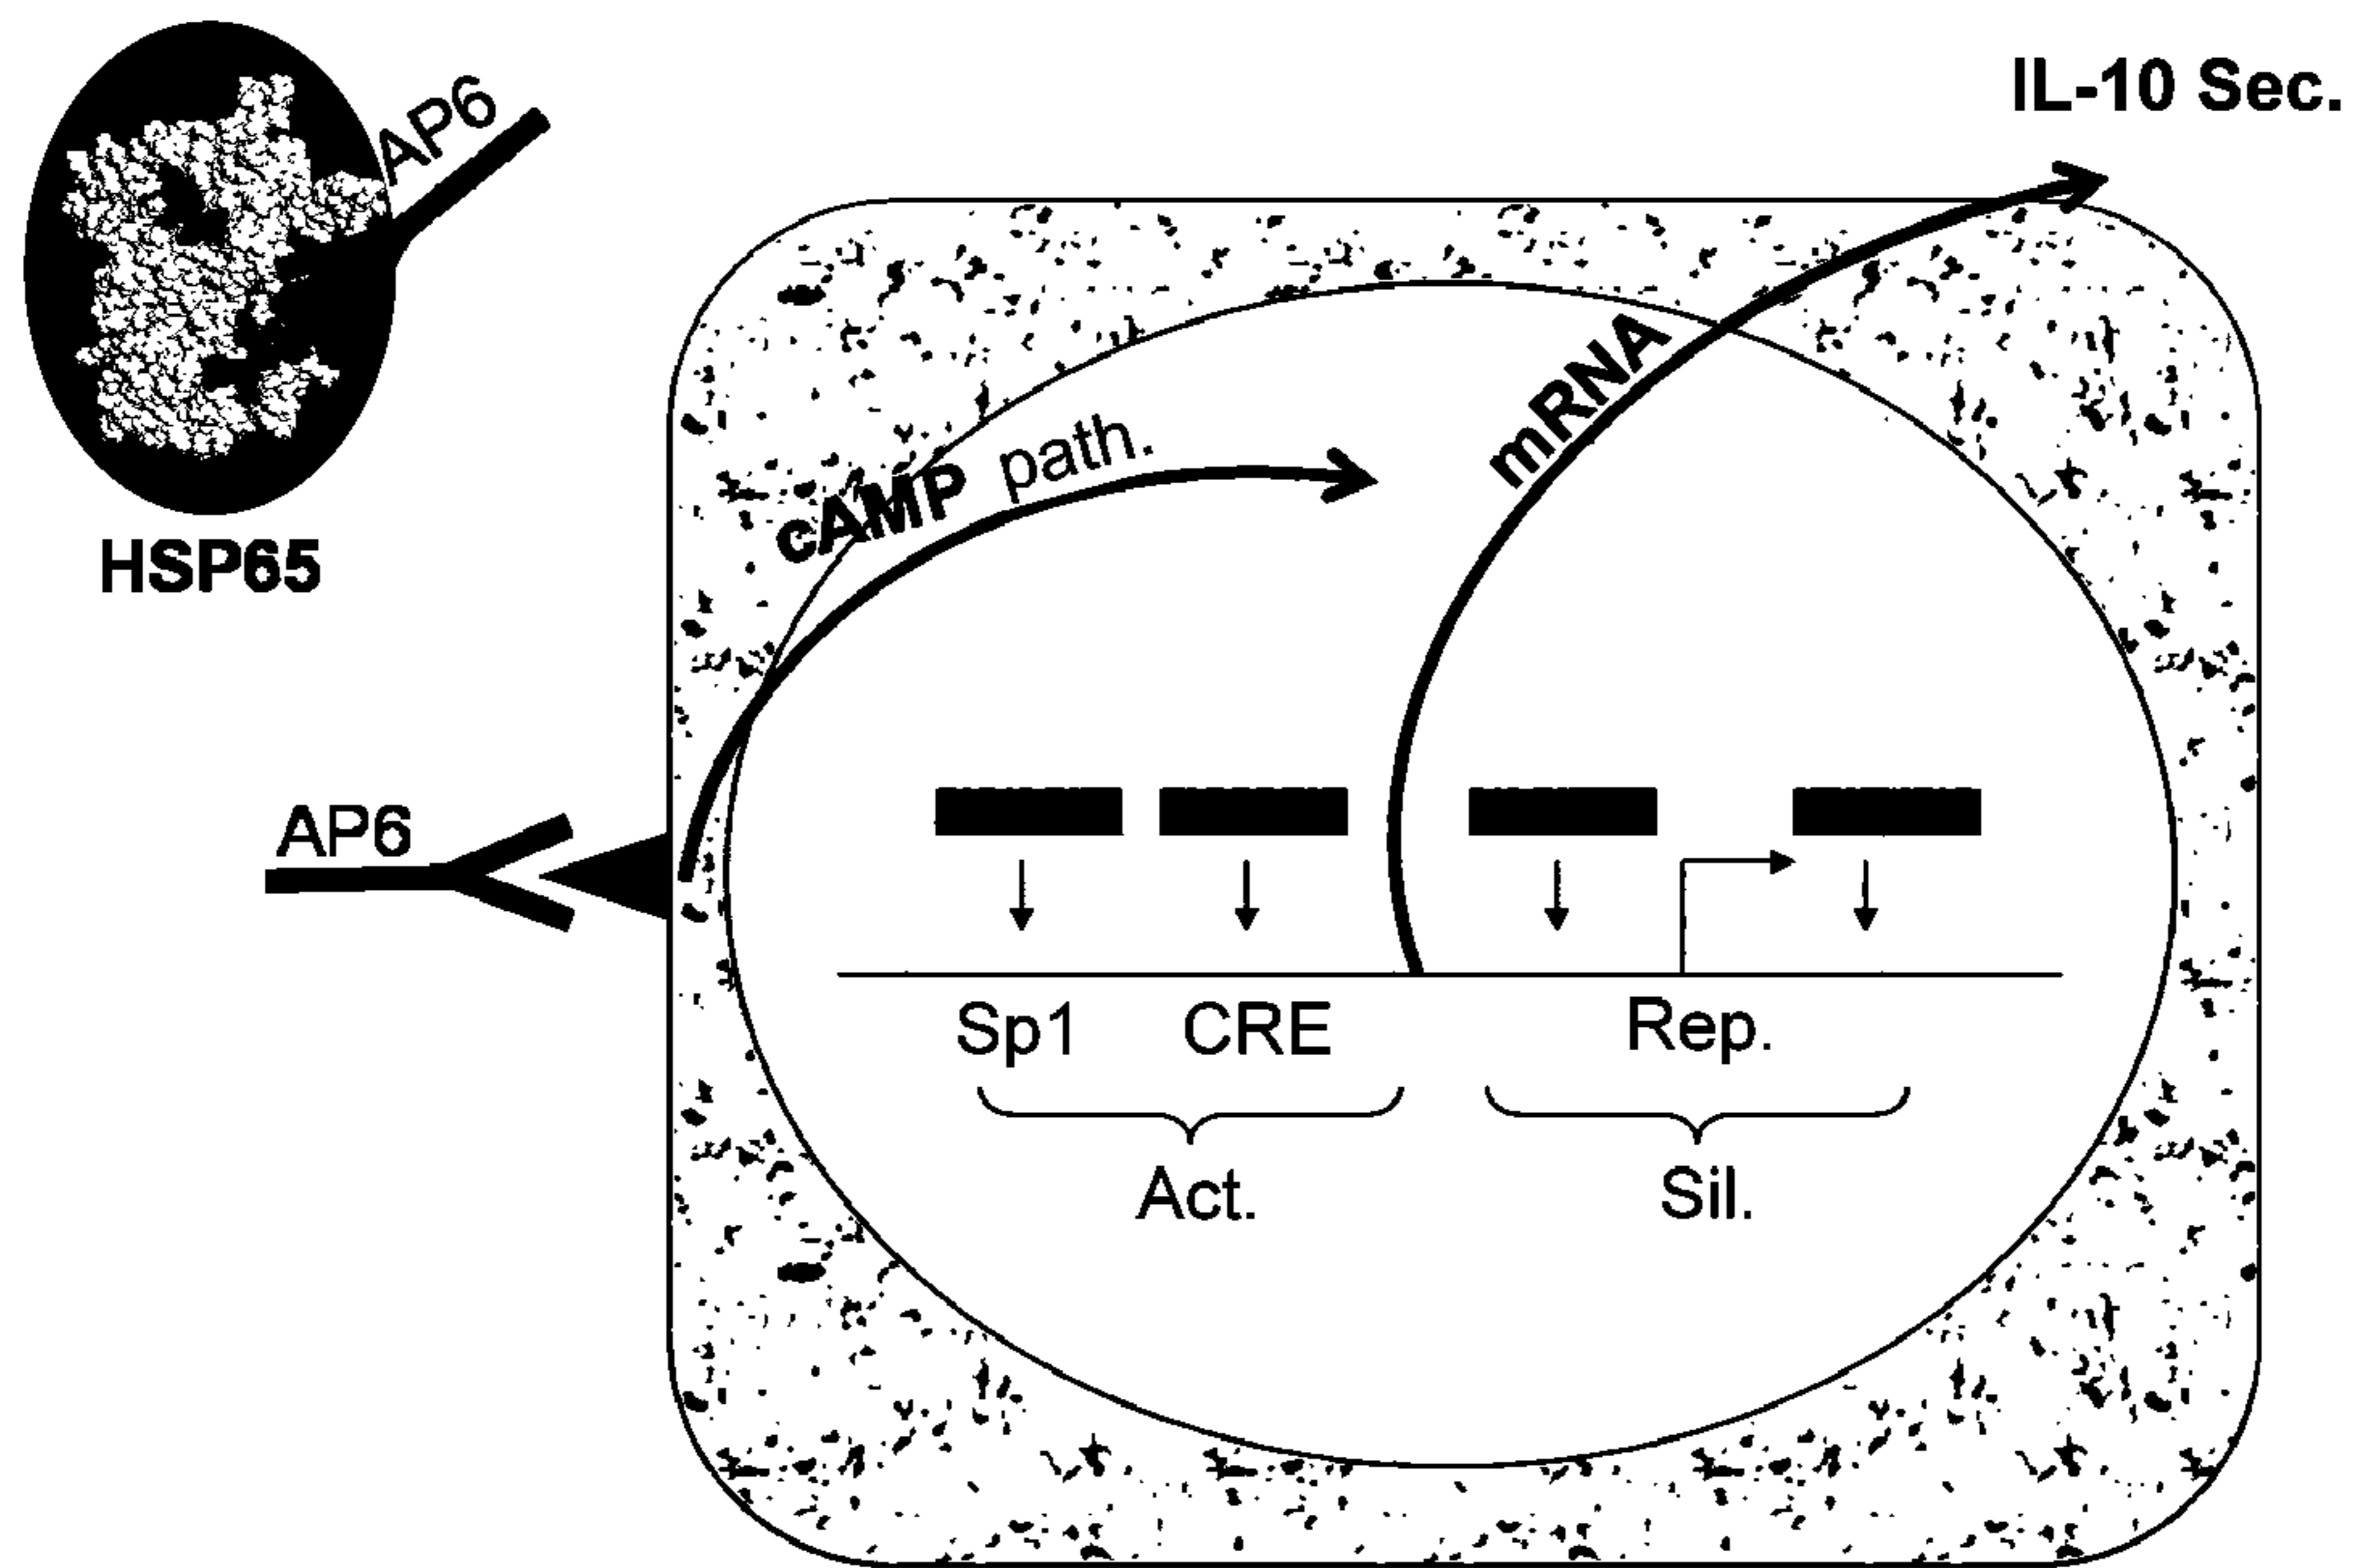 IL-10 Sec.
AP6
HSP65
cAMP path.
mRNA
AP6
Sp1
CRE
Rep.
Act.
Sil.